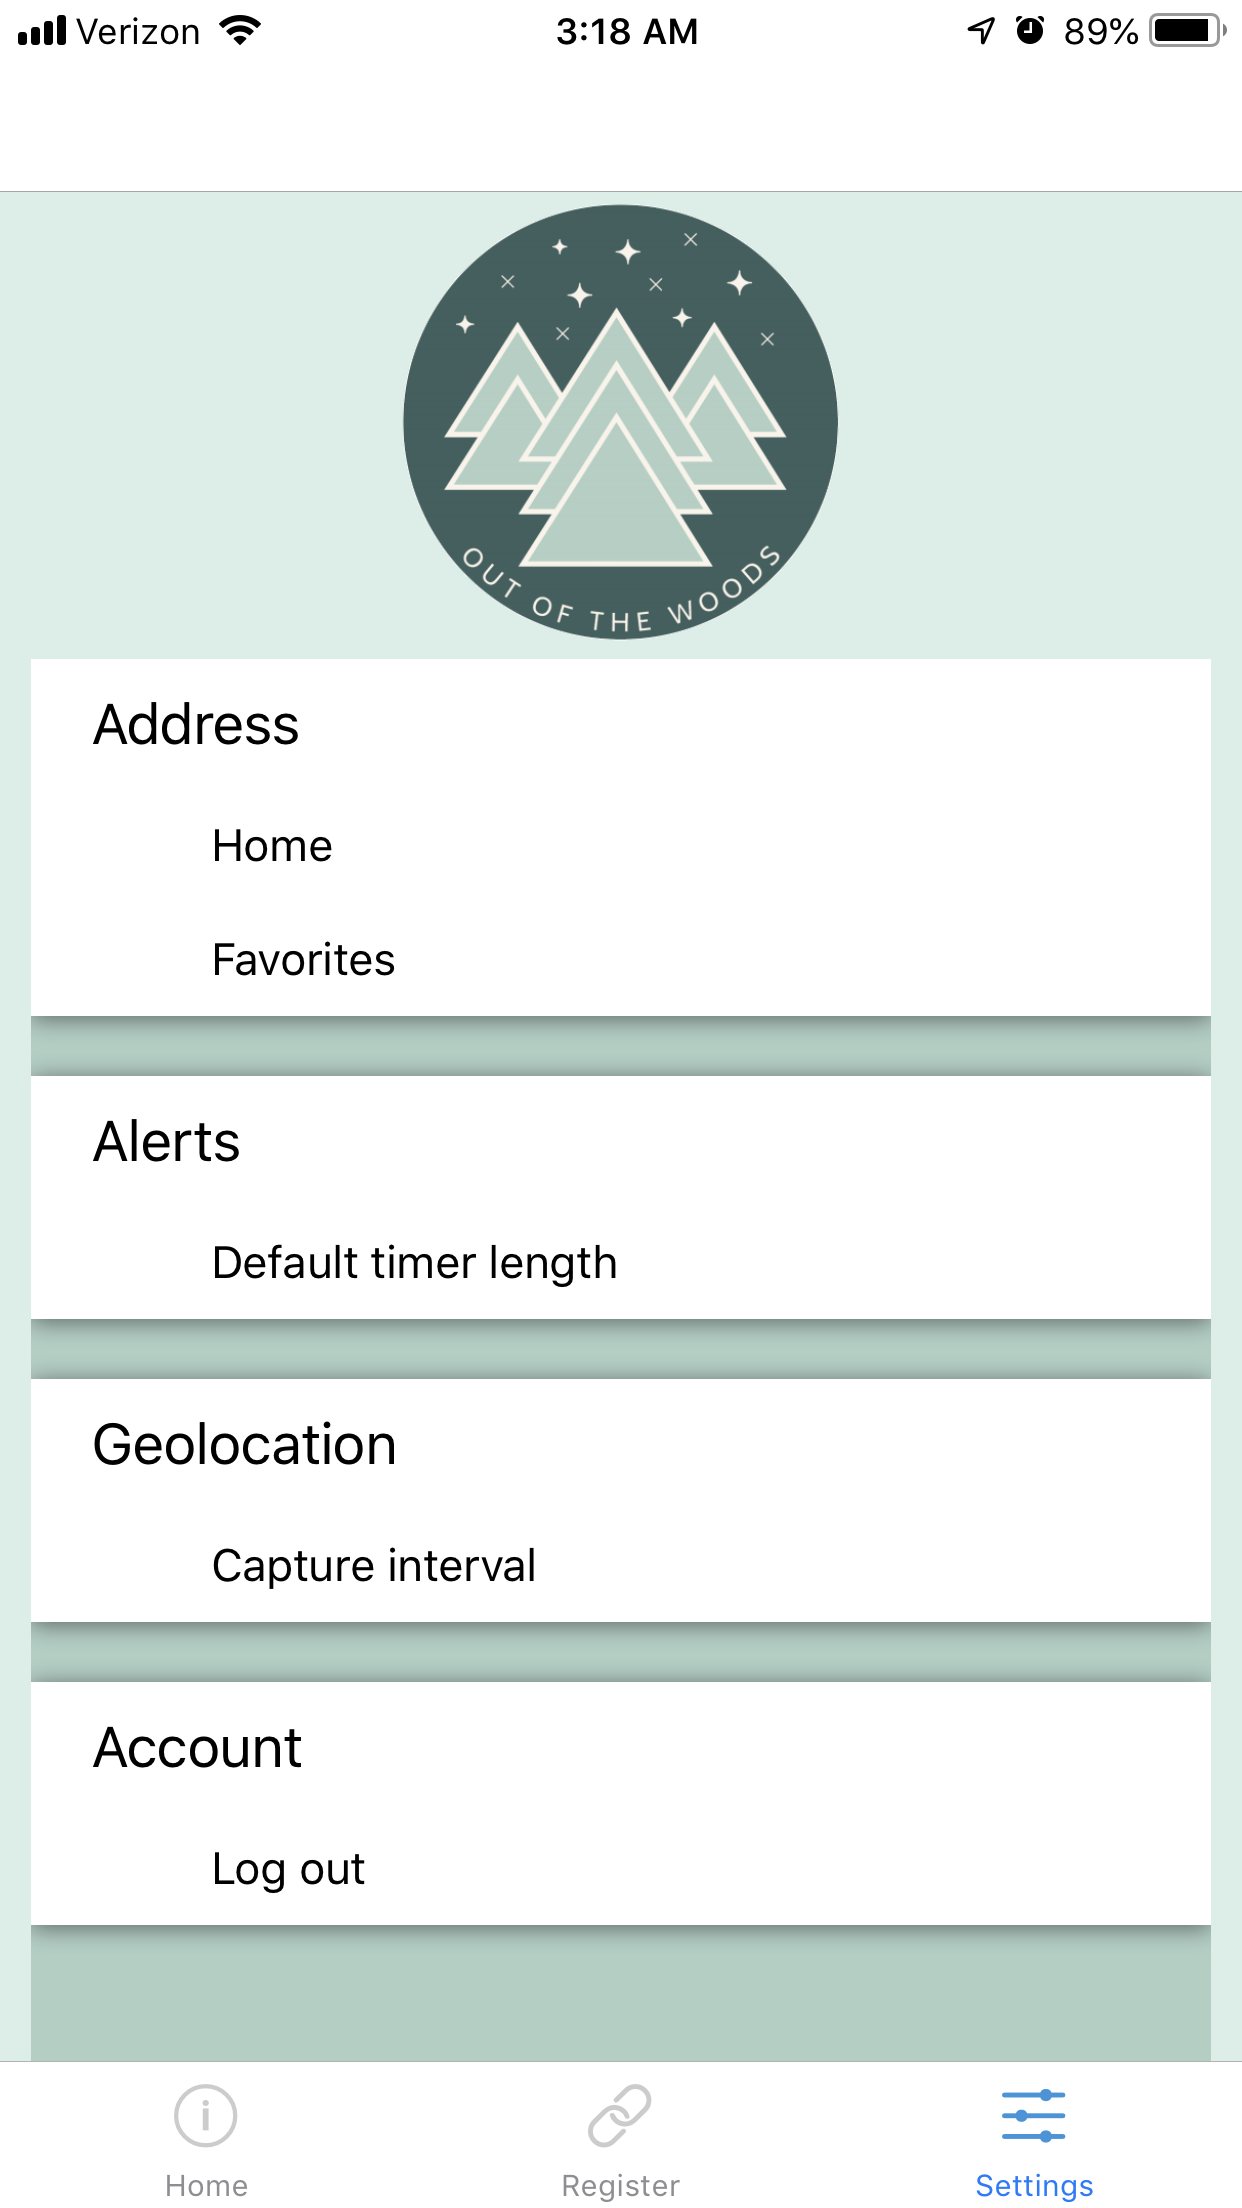 Verizon 3:18 AM 89%
OUT OF THE WOODS
Address
Home
Favorites
Alerts
Default timer length
Geolocation
Capture interval
Account
Log out
Home Register Settings